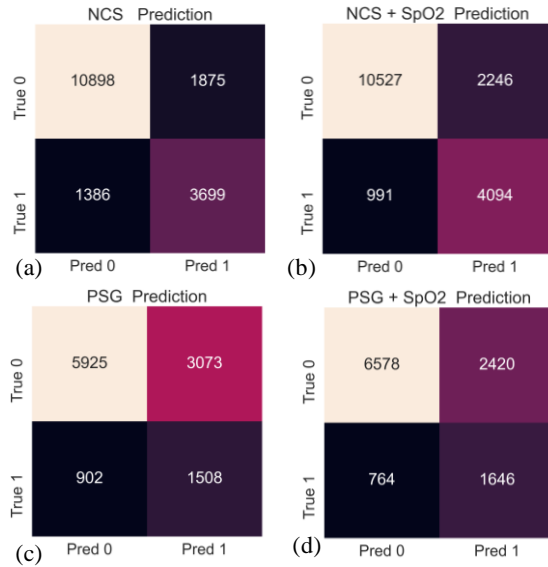 NCS Prediction
True 0
10898 1875
True 1
1386 3699
(a)
Pred 0 Pred 1
NCS + SpO2 Prediction
True 0
10527 2246
True 1
991 4094
(b)
Pred 0 Pred 1
PSG Prediction
True 0
5925 3073
True 1
902 1508
(c)
Pred 0 Pred 1
PSG + SpO2 Prediction
True 0
6578 2420
True 1
764 1646
(d)
Pred 0 Pred 1